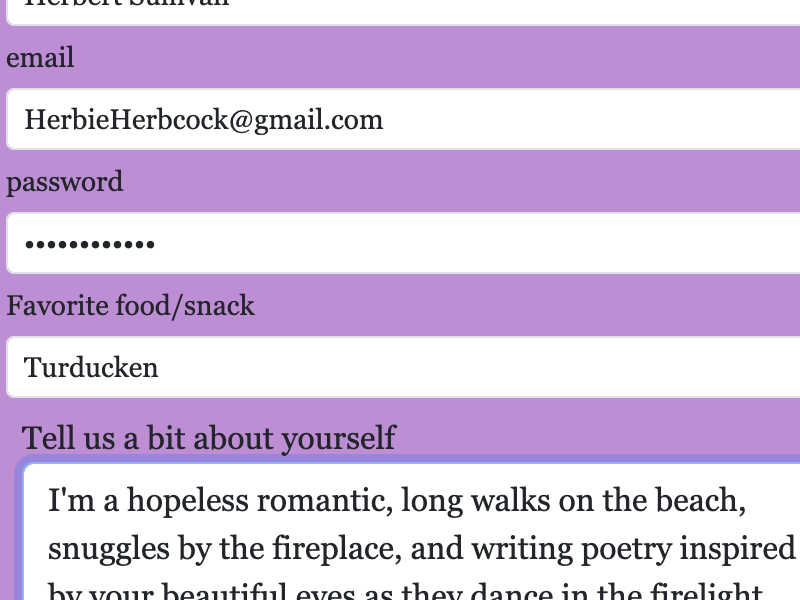 Herbert Sullivan
email
HerbieHerbcock@gmail.com
password
••••••••••••
Favorite food/snack
Turducken
Tell us a bit about yourself
I'm a hopeless romantic, long walks on the beach,
snuggles by the fireplace, and writing poetry inspired
by your beautiful eyes as they dance in the firelight